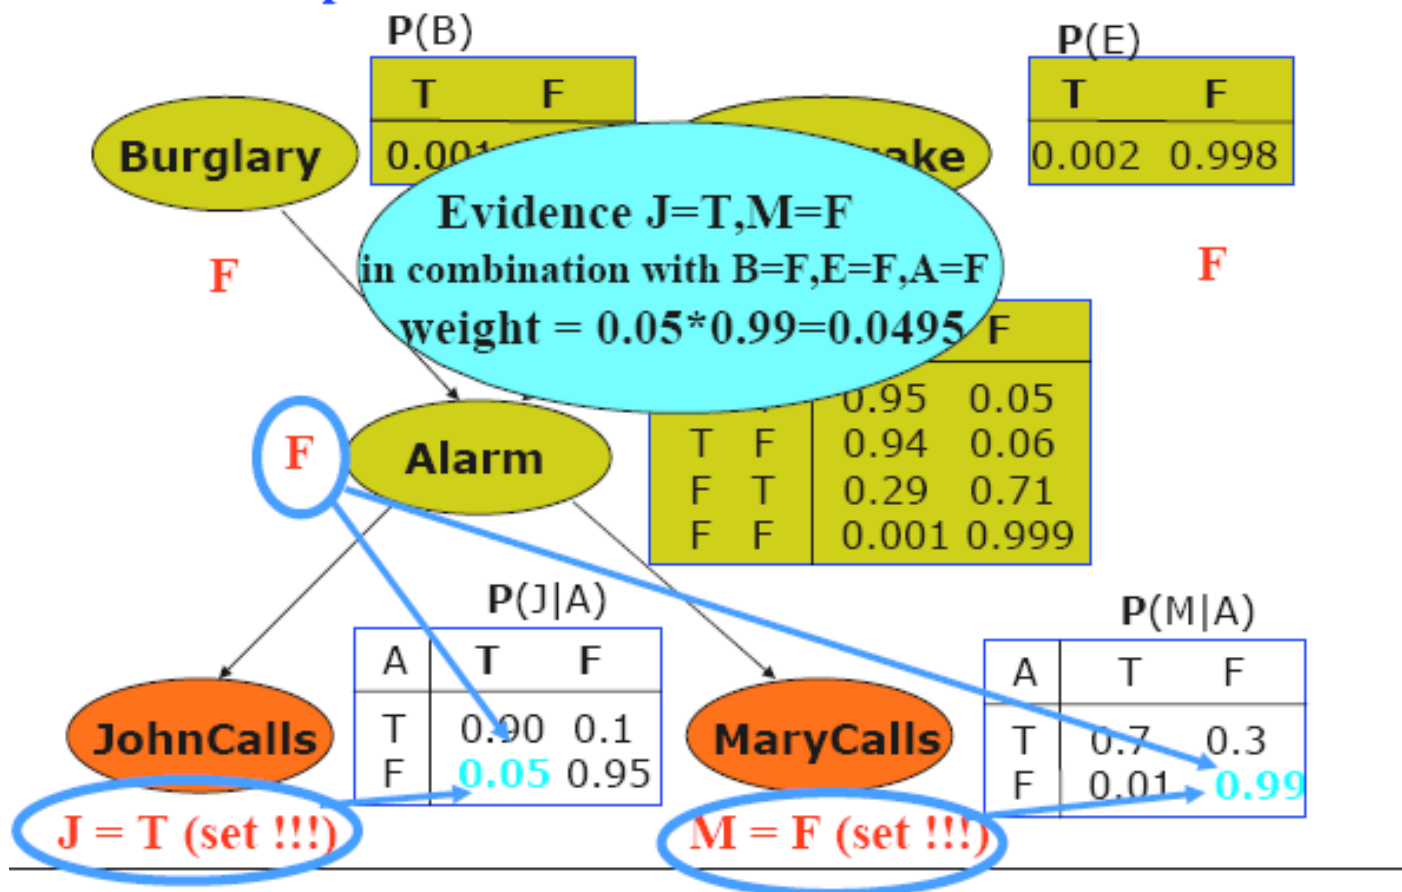 P(B)
P(E)
T F
T F
Burglary
0.001
0.002 0.998
Evidence J=T,M=F
in combination with B=F,E=F,A=F
weight = 0.05*0.99=0.0495
F
F
F
0.95 0.05
F
Alarm
T F 0.94 0.06
F T 0.29 0.71
F F 0.001 0.999
P(J|A)
P(M|A)
A T F
A T F
T 0.90 0.1
T 0.7 0.3
JohnCalls
MaryCalls
F 0.05 0.95
F 0.01 0.99
J = T (set !!!)
M = F (set !!!)